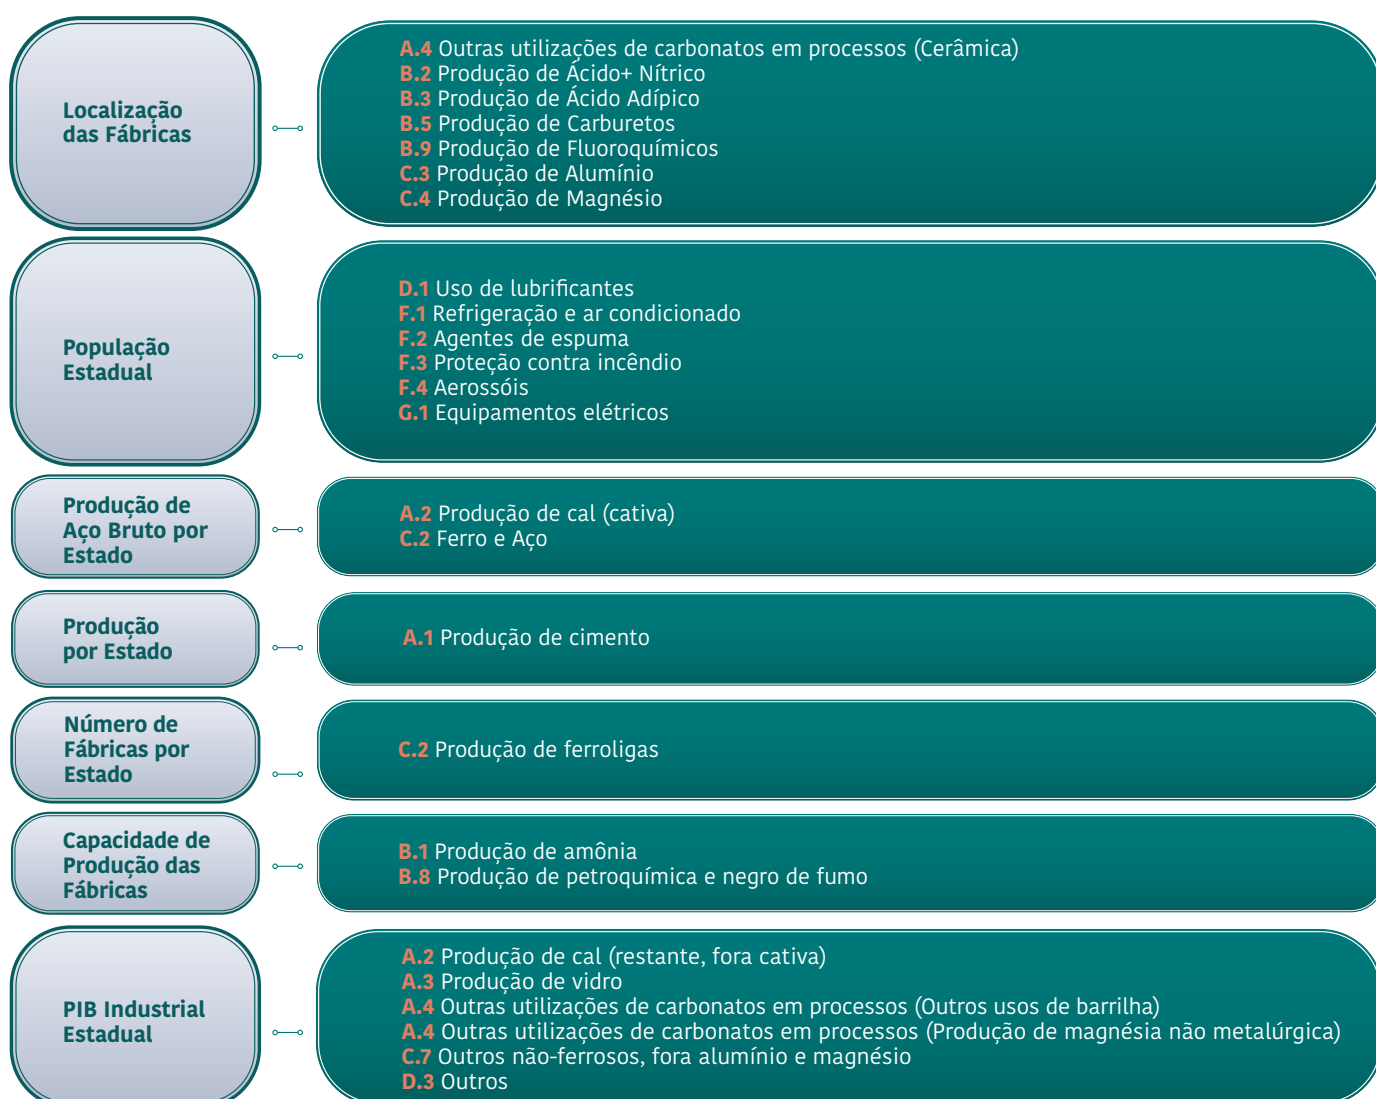 Localização
das Fábricas
A.4 Outras utilizações de carbonatos em processos (Cerâmica)
B.2 Produção de Ácido+ Nítrico
B.3 Produção de Ácido Adípico
B.5 Produção de Carburetos
B.9 Produção de Fluoroquímicos
C.3 Produção de Alumínio
C.4 Produção de Magnésio
População
Estadual
D.1 Uso de lubrificantes
F.1 Refrigeração e ar condicionado
F.2 Agentes de espuma
F.3 Proteção contra incêndio
F.4 Aerossóis
G.1 Equipamentos elétricos
Produção de
Aço Bruto por
Estado
A.2 Produção de cal (cativa)
C.2 Ferro e Aço
Produção
por Estado
A.1 Produção de cimento
Número de
Fábricas por
Estado
C.2 Produção de ferroligas
Capacidade de
Produção das
Fábricas
B.1 Produção de amônia
B.8 Produção de petroquímica e negro de fumo
PIB Industrial
Estadual
A.2 Produção de cal (restante, fora cativa)
A.3 Produção de vidro
A.4 Outras utilizações de carbonatos em processos (Outros usos de barrilha)
A.4 Outras utilizações de carbonatos em processos (Produção de magnésia não metalúrgica)
C.7 Outros não-ferrosos, fora alumínio e magnésio
D.3 Outros